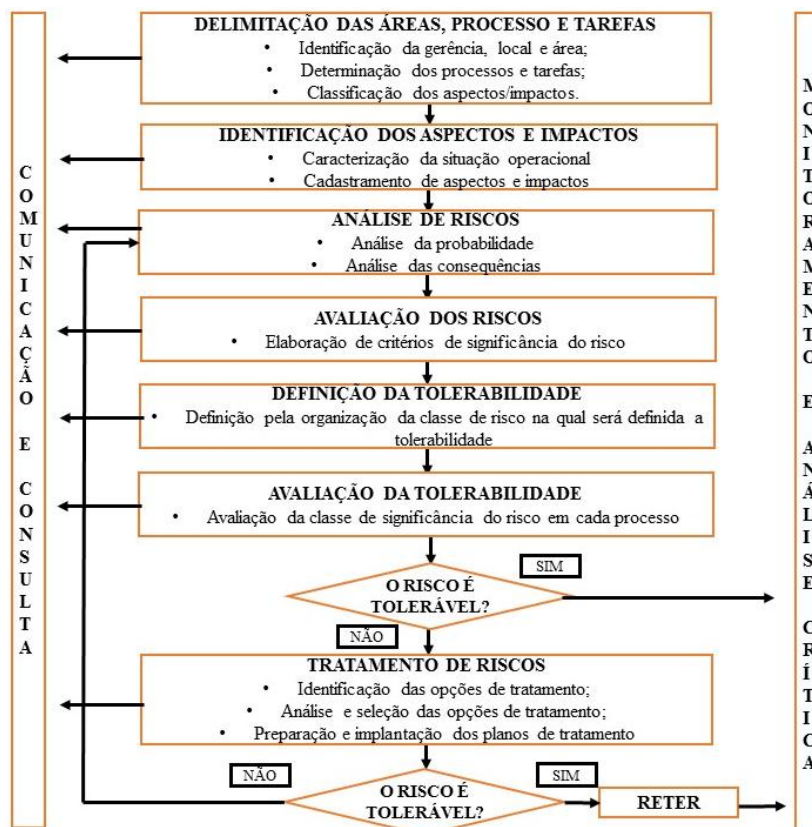 DELIMITAÇÃO DAS ÁREAS, PROCESSO E TAREFAS
• Identificação da gerência, local e área;
• Determinação dos processos e tarefas;
• Classificação dos aspectos/impactos.
IDENTIFICAÇÃO DOS ASPECTOS E IMPACTOS
• Caracterização da situação operacional
• Cadastramento de aspectos e impactos
ANÁLISE DE RISCOS
• Análise da probabilidade
• Análise das consequências
AVALIAÇÃO DOS RISCOS
• Elaboração de critérios de significância do risco
DEFINIÇÃO DA TOLERABILIDADE
• Definição pela organização da classe de risco na qual será definida a
tolerabilidade
AVALIAÇÃO DA TOLERABILIDADE
• Avaliação da classe de significância do risco em cada processo
SIM
O RISCO É
TOLERÁVEL?
NÃO
TRATAMENTO DE RISCOS
• Identificação das opções de tratamento;
• Análise e seleção das opções de tratamento;
• Preparação e implantação dos planos de tratamento
NÃO
SIM
O RISCO É
TOLERÁVEL?
RETER
COMUNICAÇÃO E CONSULTA
MONITORAMENTO E ANÁLISE CRÍTICA